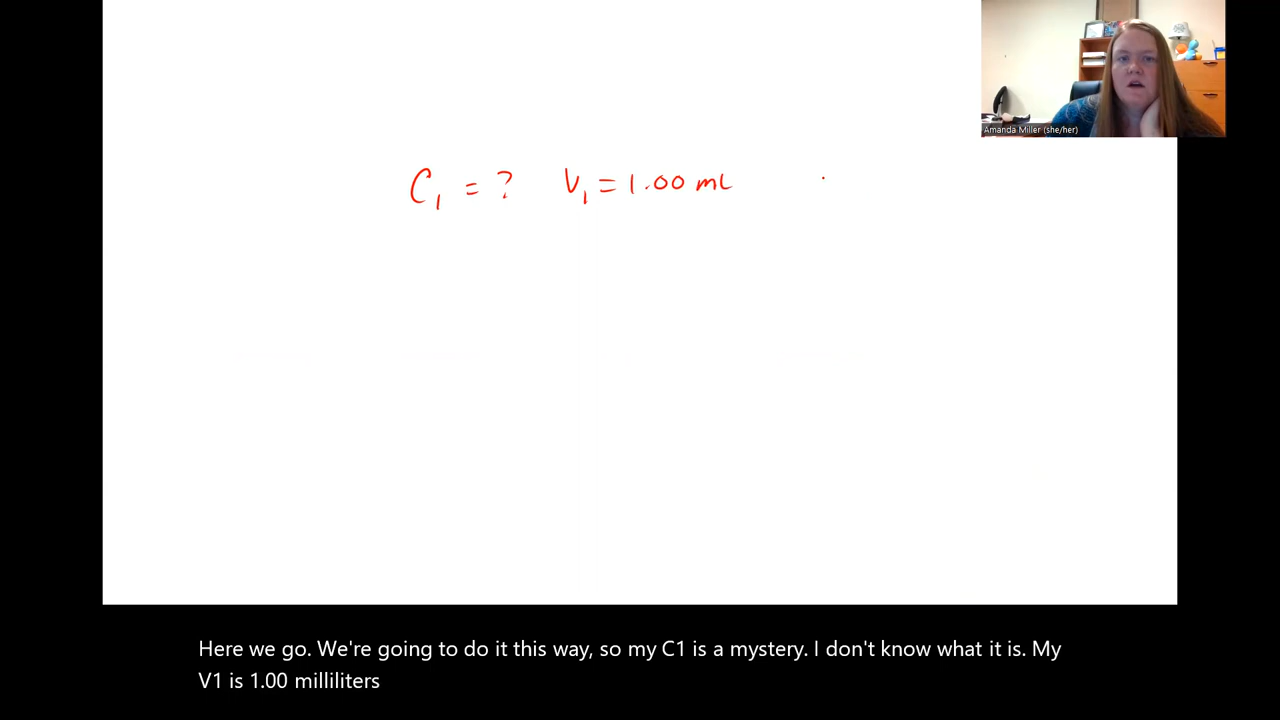 Amanda Miller (she/her)
C₁ = ? V₁ = 1.00 mL
Here we go. We're going to do it this way, so my C1 is a mystery. I don't know what it is. My
V1 is 1.00 milliliters